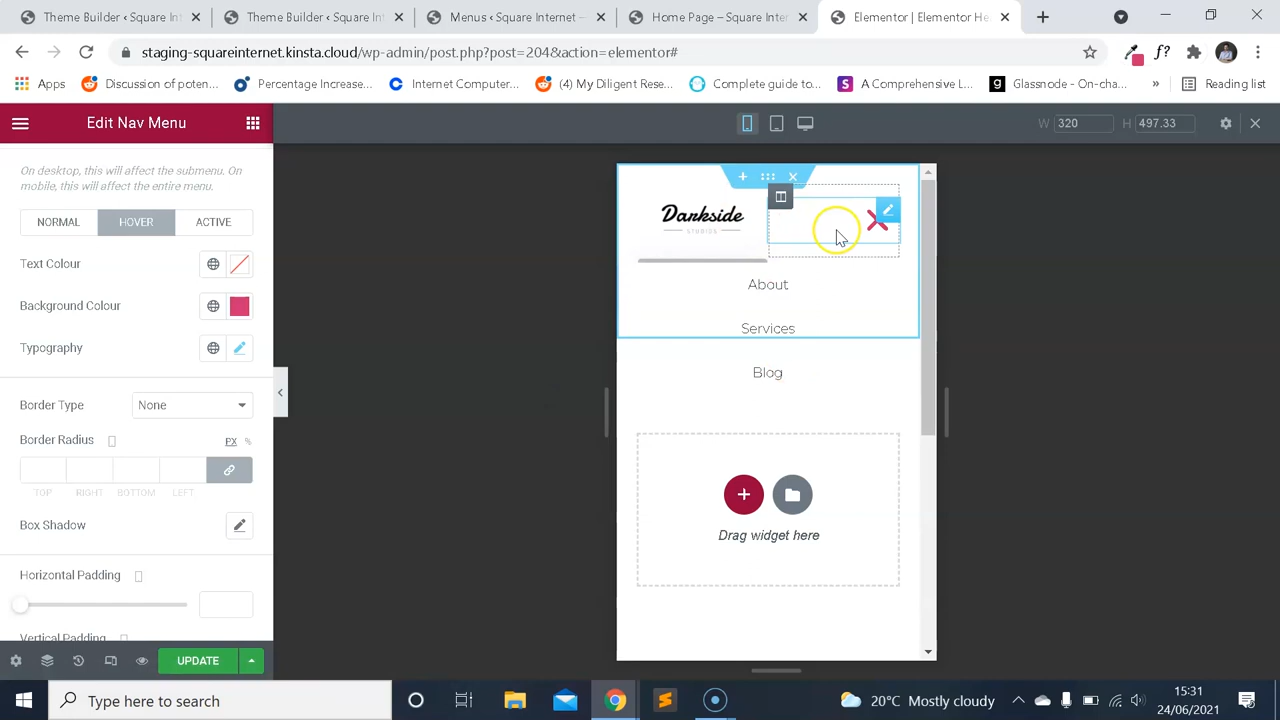 Theme Builder ‹ Square Int
Theme Builder ‹ Square Int
Menus ‹ Square Internet —
Home Page – Square Intern
Elementor | Elementor He
staging-squareinternet.kinsta.cloud/wp-admin/post.php?post=204&action=elementor#
f?
Apps
Discussion of poten...
Percentage Increase...
Internet Comparison...
(4) My Diligent Rese...
Complete guide to...
A Comprehensive L...
g
Glassnode - On-cha...
»
Reading list
Edit Nav Menu
W 320
H 497.33
On desktop, this will affect the submenu. On
mobile, this will affect the entire menu.
NORMAL
HOVER
ACTIVE
Text Colour
Background Colour
Typography
Border Type
None
Border Radius
PX
%
TOP
RIGHT
BOTTOM
LEFT
Box Shadow
Horizontal Padding
Vertical Padding
UPDATE
Darkside
STUDIOS
About
Services
Blog
Drag widget here
Type here to search
20°C Mostly cloudy
15:31
24/06/2021